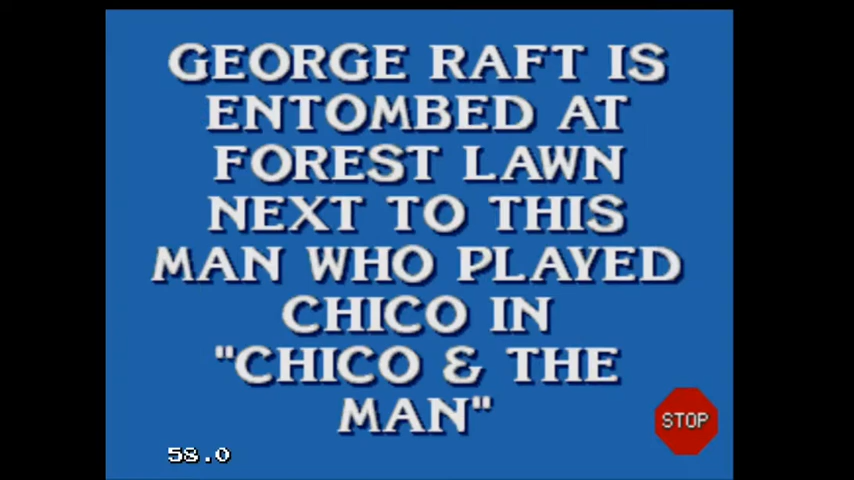 GEORGE RAFT IS
ENTOMBED AT
FOREST LAWN
NEXT TO THIS
MAN WHO PLAYED
CHICO IN
"CHICO & THE
MAN"
STOP
58.0